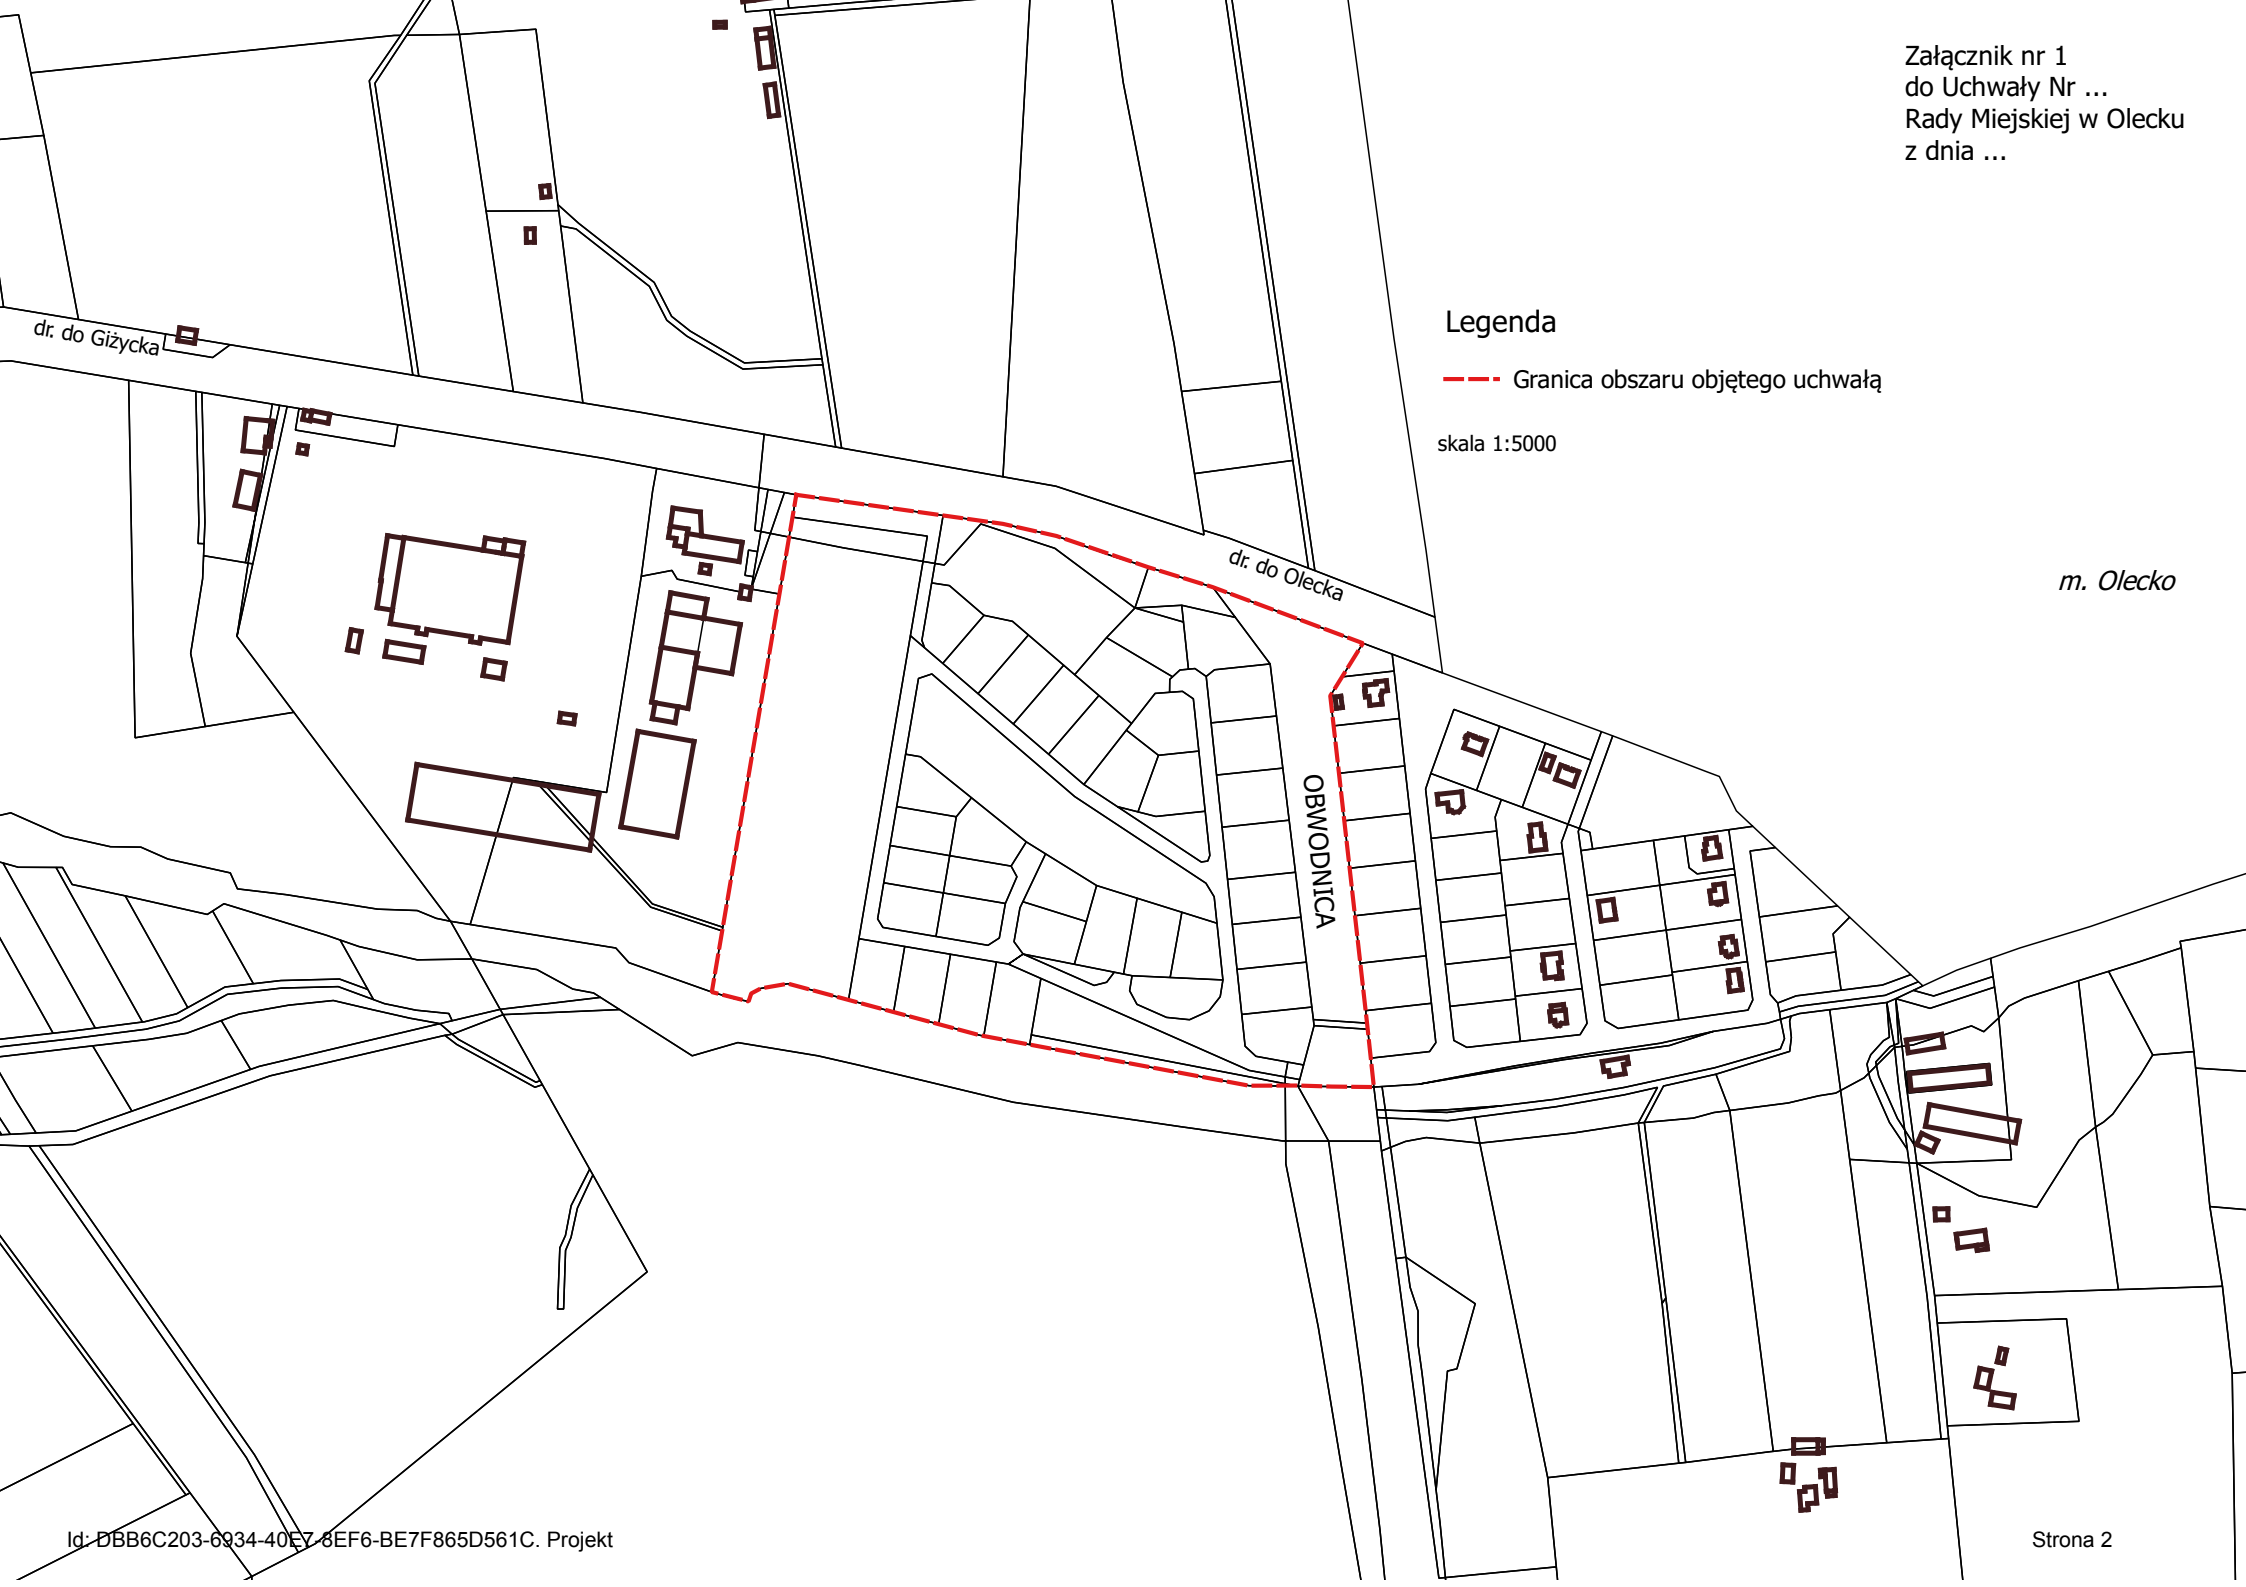 Załącznik nr 1
do Uchwały Nr ...
Rady Miejskiej w Olecku
z dnia ...
Legenda
Granica obszaru objętego uchwałą
skala 1:5000
dr. do Giżycka
dr. do Olecka
m. Olecko
OBWODNICA
Id: DBB6C203-6934-40E7-8EF6-BE7F865D561C. Projekt
Strona 2